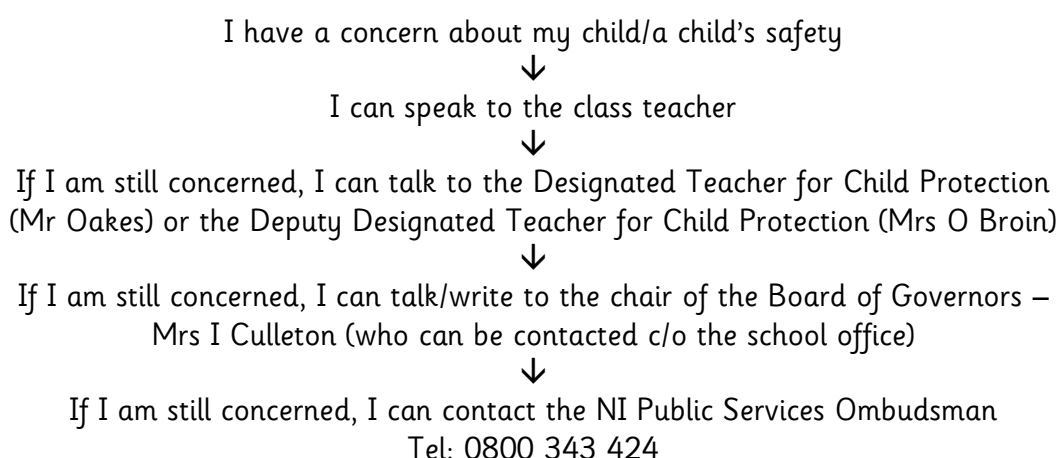 I have a concern about my child/a child's safety
↓
I can speak to the class teacher
↓
If I am still concerned, I can talk to the Designated Teacher for Child Protection
(Mr Oakes) or the Deputy Designated Teacher for Child Protection (Mrs O Broin)
↓
If I am still concerned, I can talk/write to the chair of the Board of Governors –
Mrs I Culleton (who can be contacted c/o the school office)
↓
If I am still concerned, I can contact the NI Public Services Ombudsman
Tel: 0800 343 424